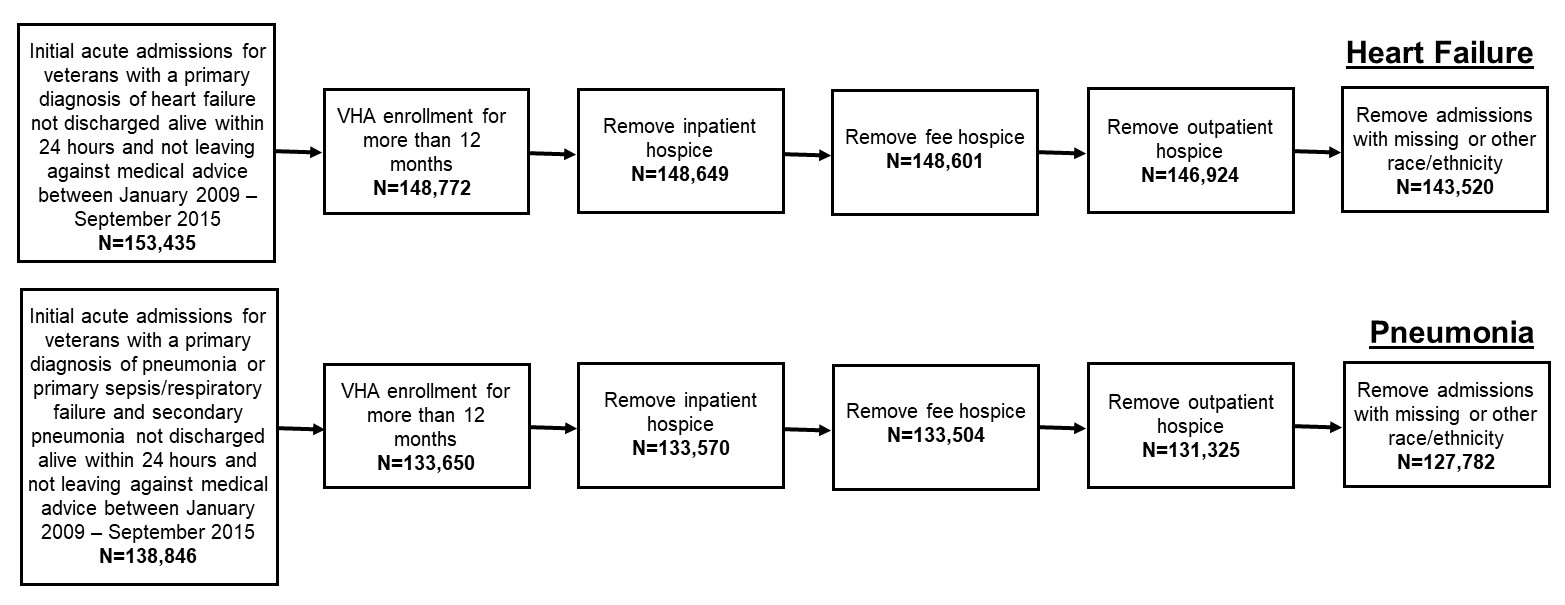 Heart Failure
Initial acute admissions for
veterans with a primary
diagnosis of heart failure
not discharged alive within
24 hours and not leaving
against medical advice
between January 2009 –
September 2015
N=153,435
VHA enrollment for
more than 12
months
N=148,772
Remove inpatient
hospice
N=148,649
Remove fee hospice
N=148,601
Remove outpatient
hospice
N=146,924
Remove admissions
with missing or other
race/ethnicity
N=143,520
Pneumonia
Initial acute admissions for
veterans with a primary
diagnosis of pneumonia or
primary sepsis/respiratory
failure and secondary
pneumonia not discharged
alive within 24 hours and
not leaving against medical
advice between January
2009 – September 2015
N=138,846
VHA enrollment for
more than 12
months
N=133,650
Remove inpatient
hospice
N=133,570
Remove fee hospice
N=133,504
Remove outpatient
hospice
N=131,325
Remove admissions
with missing or other
race/ethnicity
N=127,782